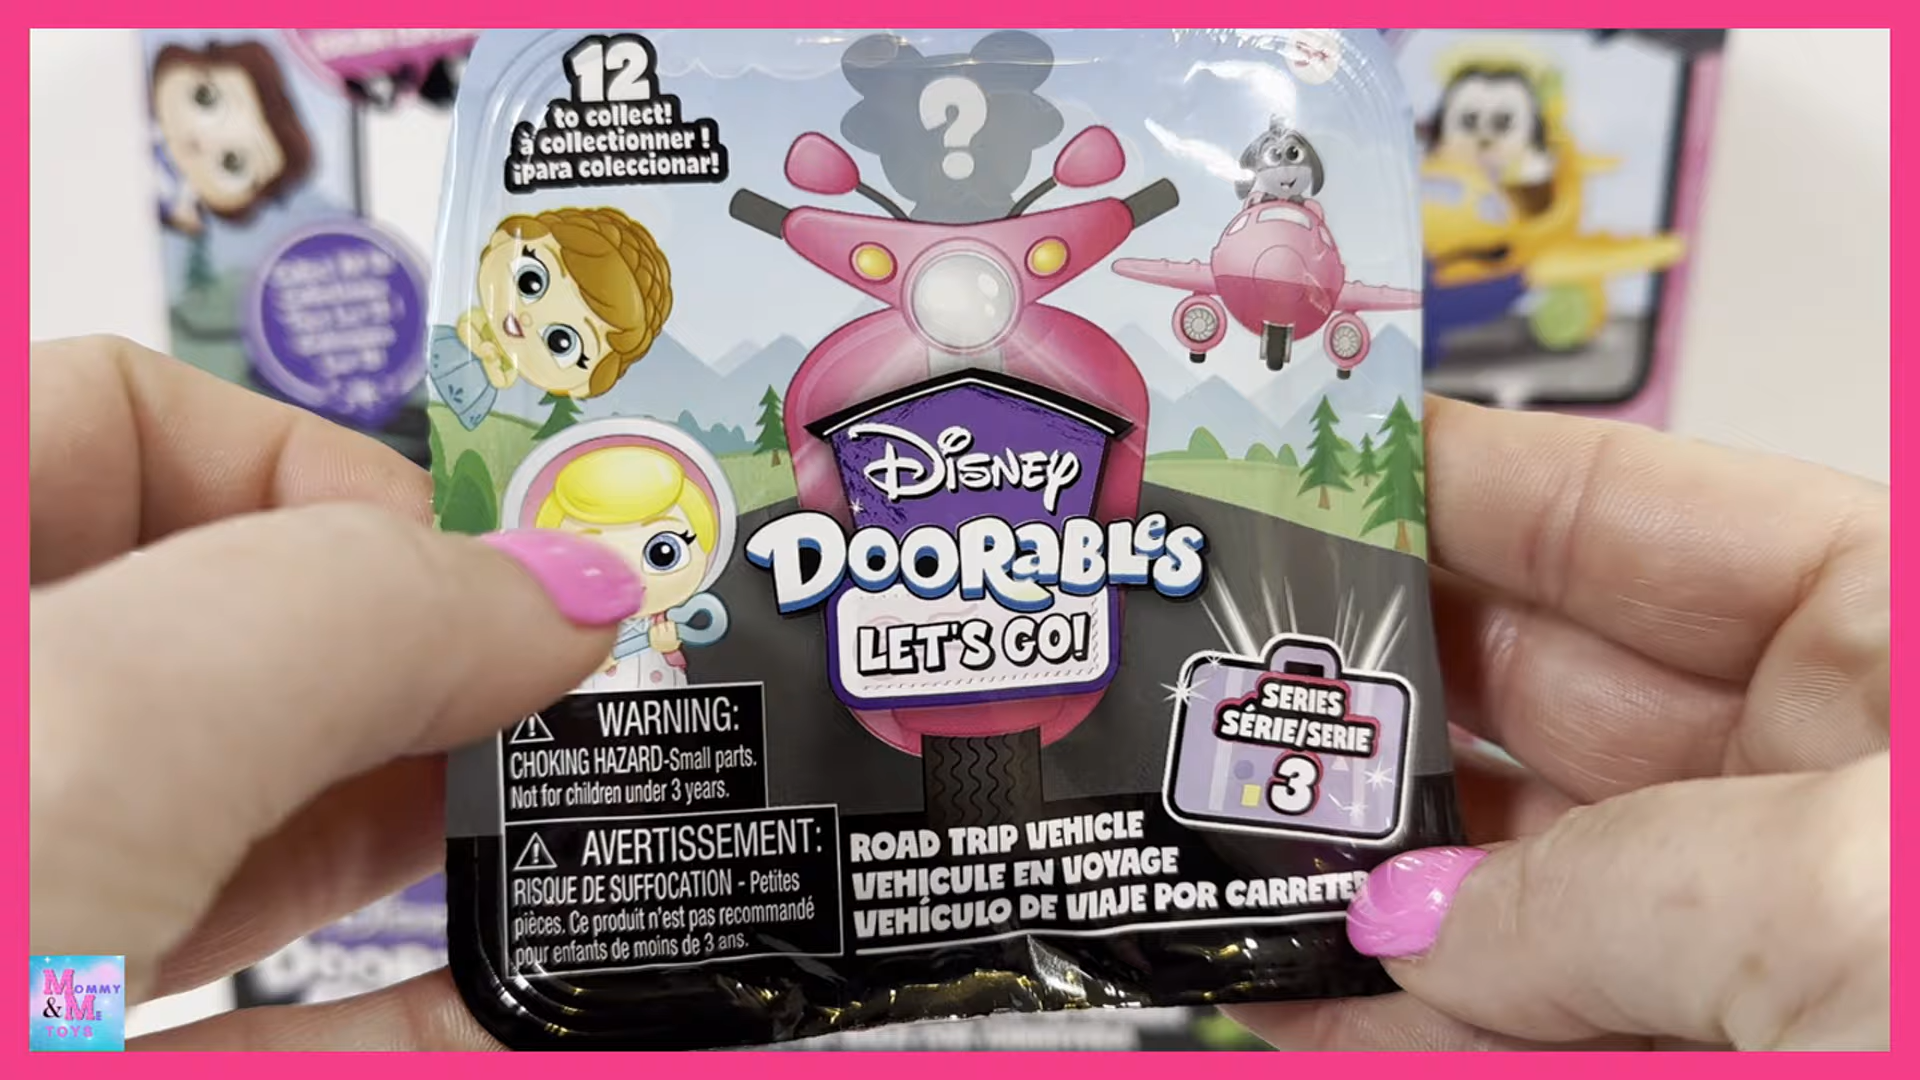 12
to collect!
à collectionner !
¡para coleccionar!
?
DISNEY
DOORABLES
LET'S GO!
SERIES
SÉRIE/SERIE
3
WARNING:
CHOKING HAZARD-Small parts.
Not for children under 3 years.
AVERTISSEMENT:
RISQUE DE SUFFOCATION - Petites
pièces. Ce produit n'est pas recommandé
pour enfants de moins de 3 ans.
ROAD TRIP VEHICLE
VEHICULE EN VOYAGE
VEHÍCULO DE VIAJE POR
MOMMY
& ME
TOYS